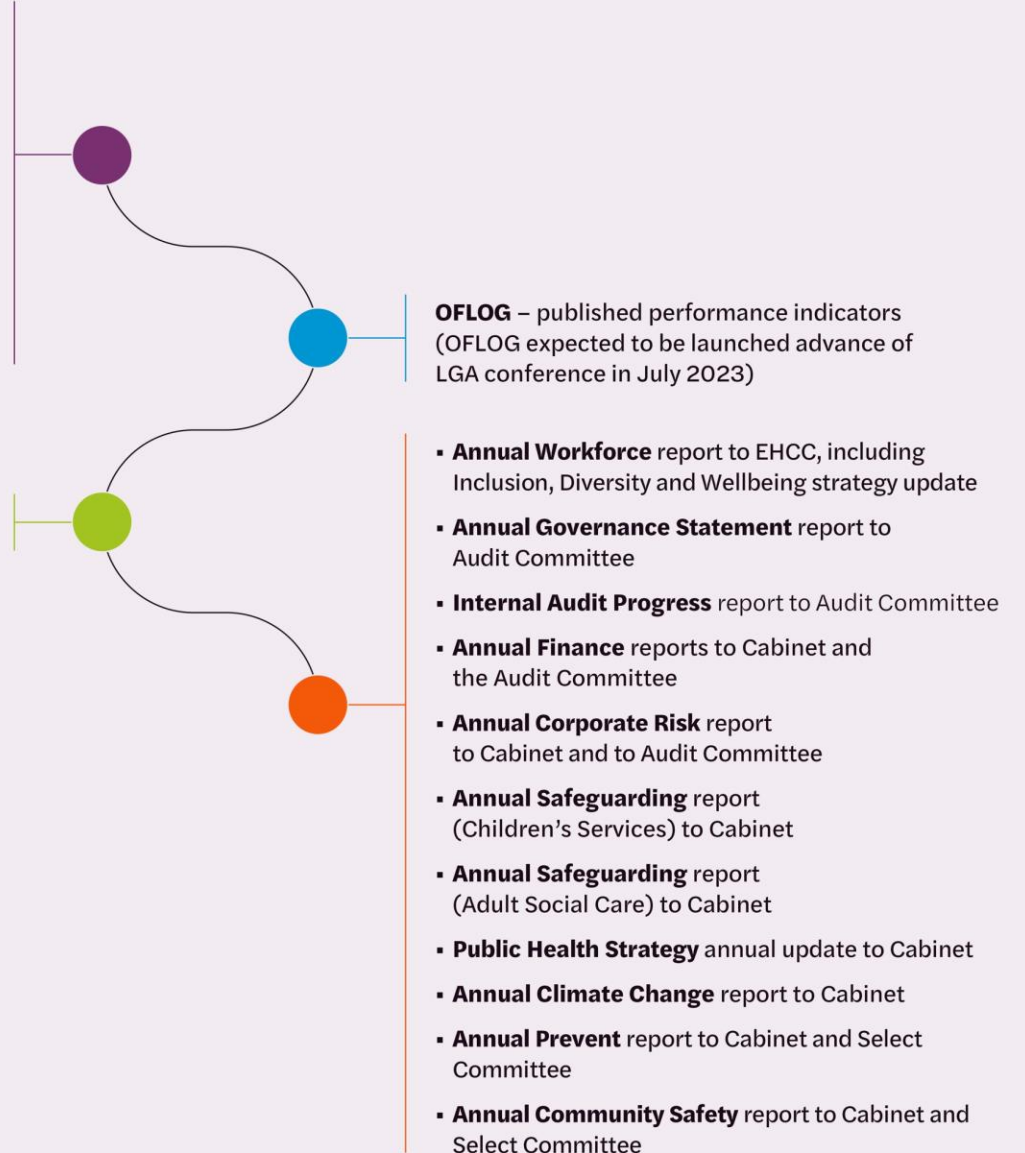 OFLOG – published performance indicators
(OFLOG expected to be launched advance of
LGA conference in July 2023)
▪ Annual Workforce report to EHCC, including
Inclusion, Diversity and Wellbeing strategy update
▪ Annual Governance Statement report to
Audit Committee
▪ Internal Audit Progress report to Audit Committee
▪ Annual Finance reports to Cabinet and
the Audit Committee
▪ Annual Corporate Risk report
to Cabinet and to Audit Committee
▪ Annual Safeguarding report
(Children’s Services) to Cabinet
▪ Annual Safeguarding report
(Adult Social Care) to Cabinet
▪ Public Health Strategy annual update to Cabinet
▪ Annual Climate Change report to Cabinet
▪ Annual Prevent report to Cabinet and Select
Committee
▪ Annual Community Safety report to Cabinet and
Select Committee